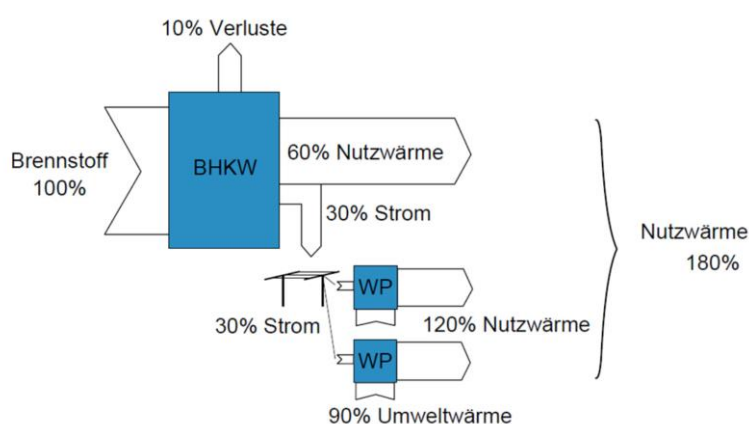 10% Verluste
Brennstoff
100%
BHKW
60% Nutzwärme
30% Strom
Nutzwärme
180%
30% Strom
WP
120% Nutzwärme
WP
90% Umweltwärme